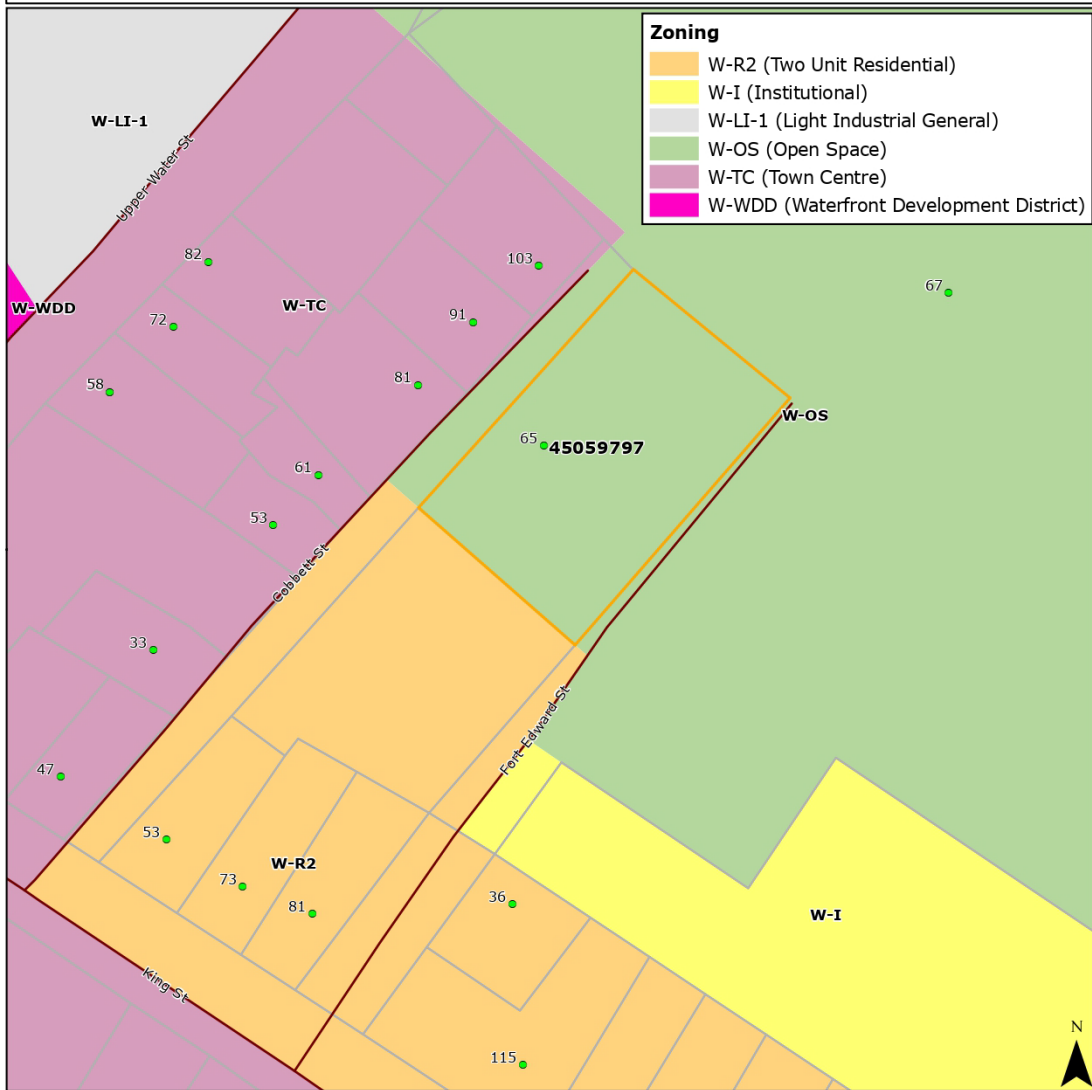 Zoning
W-R2 (Two Unit Residential)
W-I (Institutional)
W-LI-1 (Light Industrial General)
W-OS (Open Space)
W-TC (Town Centre)
W-WDD (Waterfront Development District)
W-LI-1
Upper Water St
82
103
67
W-WDD
W-TC
72
91
58
81
W-OS
65
45059797
61
53
Cobbett St
33
Fort Edward St
47
53
W-R2
73
36
81
W-I
King St
N
115